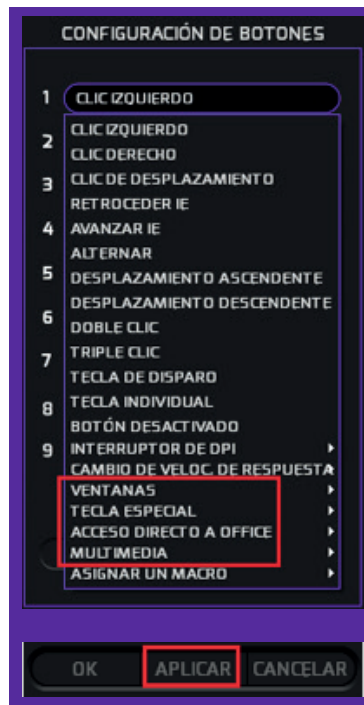 CONFIGURACIÓN DE BOTONES
1 CLIC IZQUIERDO
CLIC IZQUIERDO
2
CLIC DERECHO
3 CLIC DE DESPLAZAMIENTO
RETROCEDER IE
4 AVANZAR IE
ALTERNAR
5 DESPLAZAMIENTO ASCENDENTE
DESPLAZAMIENTO DESCENDENTE
6
DOBLE CLIC
7 TRIPLE CLIC
TECLA DE DISPARO
8 TECLA INDIVIDUAL
BOTÓN DESACTIVADO
9 INTERRUPTOR DE DPI
CAMBIO DE VELOC. DE RESPUESTA
VENTANAS
TECLA ESPECIAL
ACCESO DIRECTO A OFFICE
MULTIMEDIA
ASIGNAR UN MACRO
OK APLICAR CANCELAR